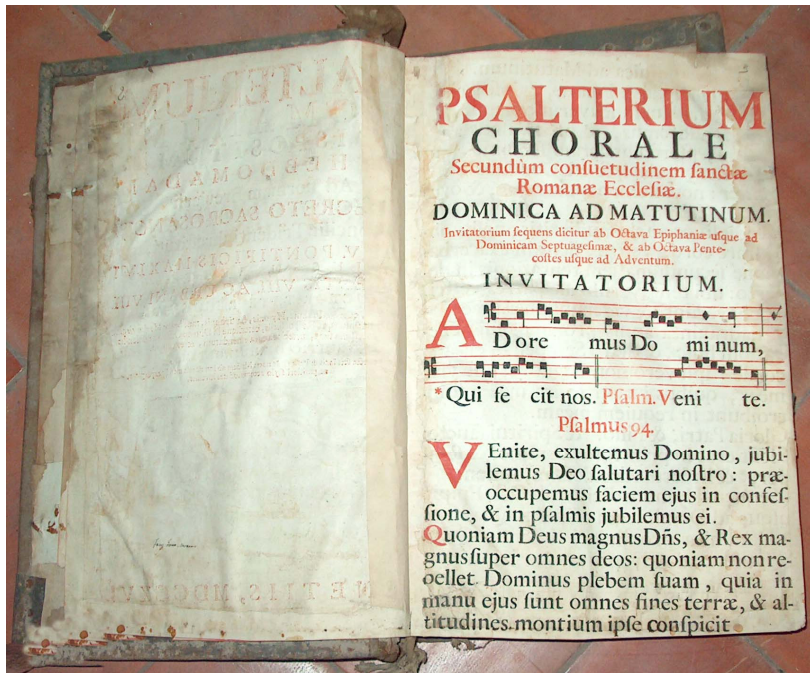 3
PSALTERIUM
CHORALE
Secundùm conſuetudinem ſanctæ
Romanæ Eccleſiæ.
DOMINICA AD MATUTINUM.
Invitatorium ſequens dicitur ab Octava Epiphaniæ uſque ad
Dominicam Septuageſimæ, & ab Octava Pente-
coſtes uſque ad Adventum.
INVITATORIUM.
A Dore mus Do mi num,
* Qui fe cit nos. Pſalm. Veni te.
Pſalmus 94.
VEnite, exultemus Domino, jubi-
lemus Deo ſalutari noſtro: præ-
occupemus faciem ejus in confeſ-
ſione, & in pſalmis jubilemus ei.
Quoniam Deus magnus Dn̄s, & Rex ma-
gnus ſuper omnes deos: quoniam non re-
pellet Dominus plebem ſuam, quia in
manu ejus ſunt omnes fines terræ, & al-
titudines montium ipſe conſpicit